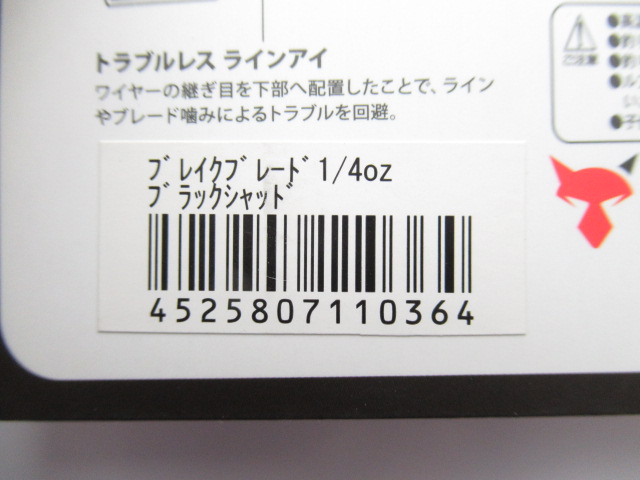 トラブルレス ラインアイ
ワイヤーの継ぎ目を下部へ配置したことで、ライン
やブレード噛みによるトラブルを回避。
ご注意
ﾌﾞﾚｲｸﾌﾞﾚｰﾄﾞ1/4oz
ﾌﾞﾗｯｸｼｬｯﾄﾞ
4525807110364